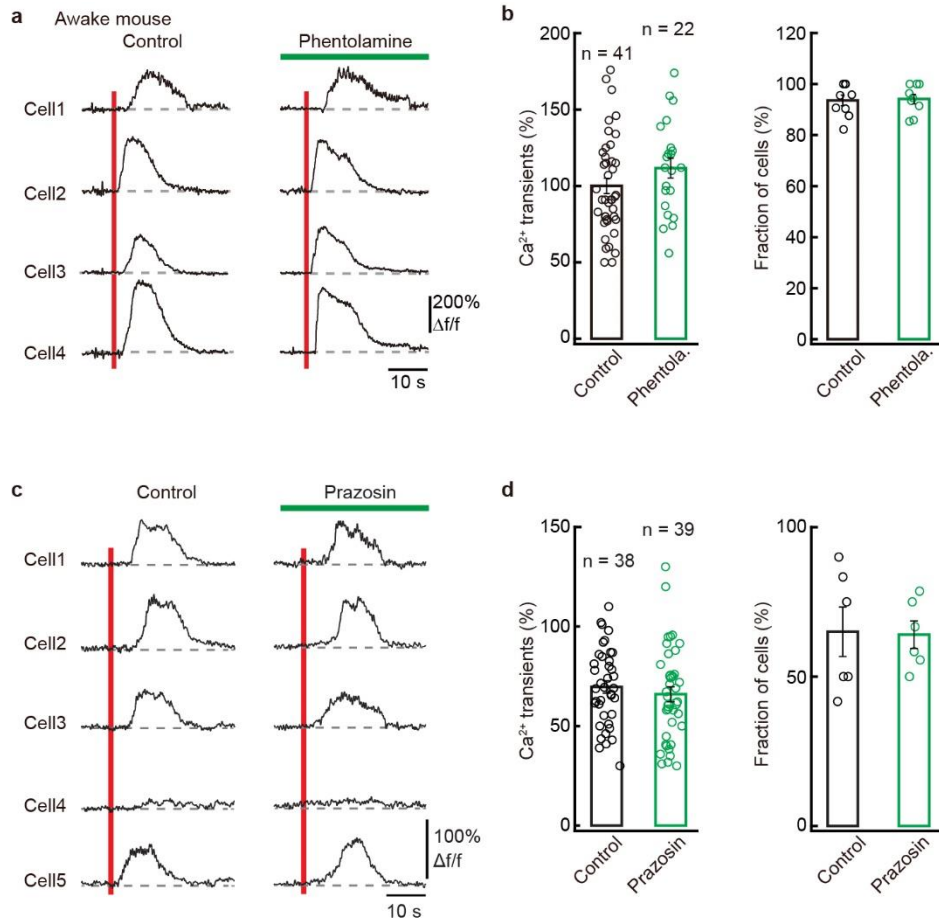 a
Awake mouse
Control
Phentolamine
Cell1
Cell2
Cell3
Cell4
200%
Δf/f
10 s
b
n = 41
n = 22
Ca²⁺ transients (%)
200
150
100
50
0
Control
Phentola.
Fraction of cells (%)
120
100
80
60
40
20
0
Control
Phentola.
c
Control
Prazosin
Cell1
Cell2
Cell3
Cell4
Cell5
100%
Δf/f
10 s
d
n = 38
n = 39
Ca²⁺ transients (%)
150
100
50
0
Control
Prazosin
Fraction of cells (%)
100
50
0
Control
Prazosin